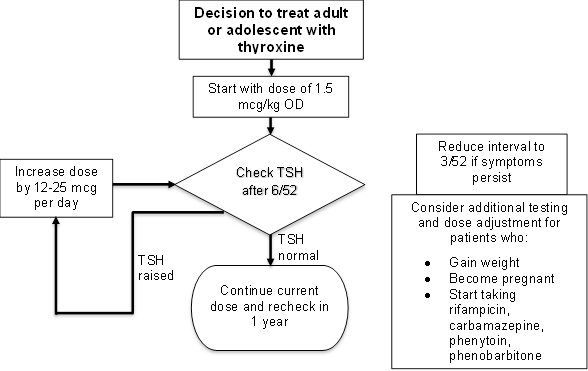 Decision to treat adult
or adolescent with
thyroxine
Start with dose of 1.5
mcg/kg OD
Check TSH
after 6/52
Increase dose
by 12-25 mcg
per day
TSH
raised
TSH
normal
Continue current
dose and recheck in
1 year
Reduce interval to
3/52 if symptoms
persist
Consider additional testing
and dose adjustment for
patients who:
• Gain weight
• Become pregnant
• Start taking
rifampicin,
carbamazepine,
phenytoin,
phenobarbitone